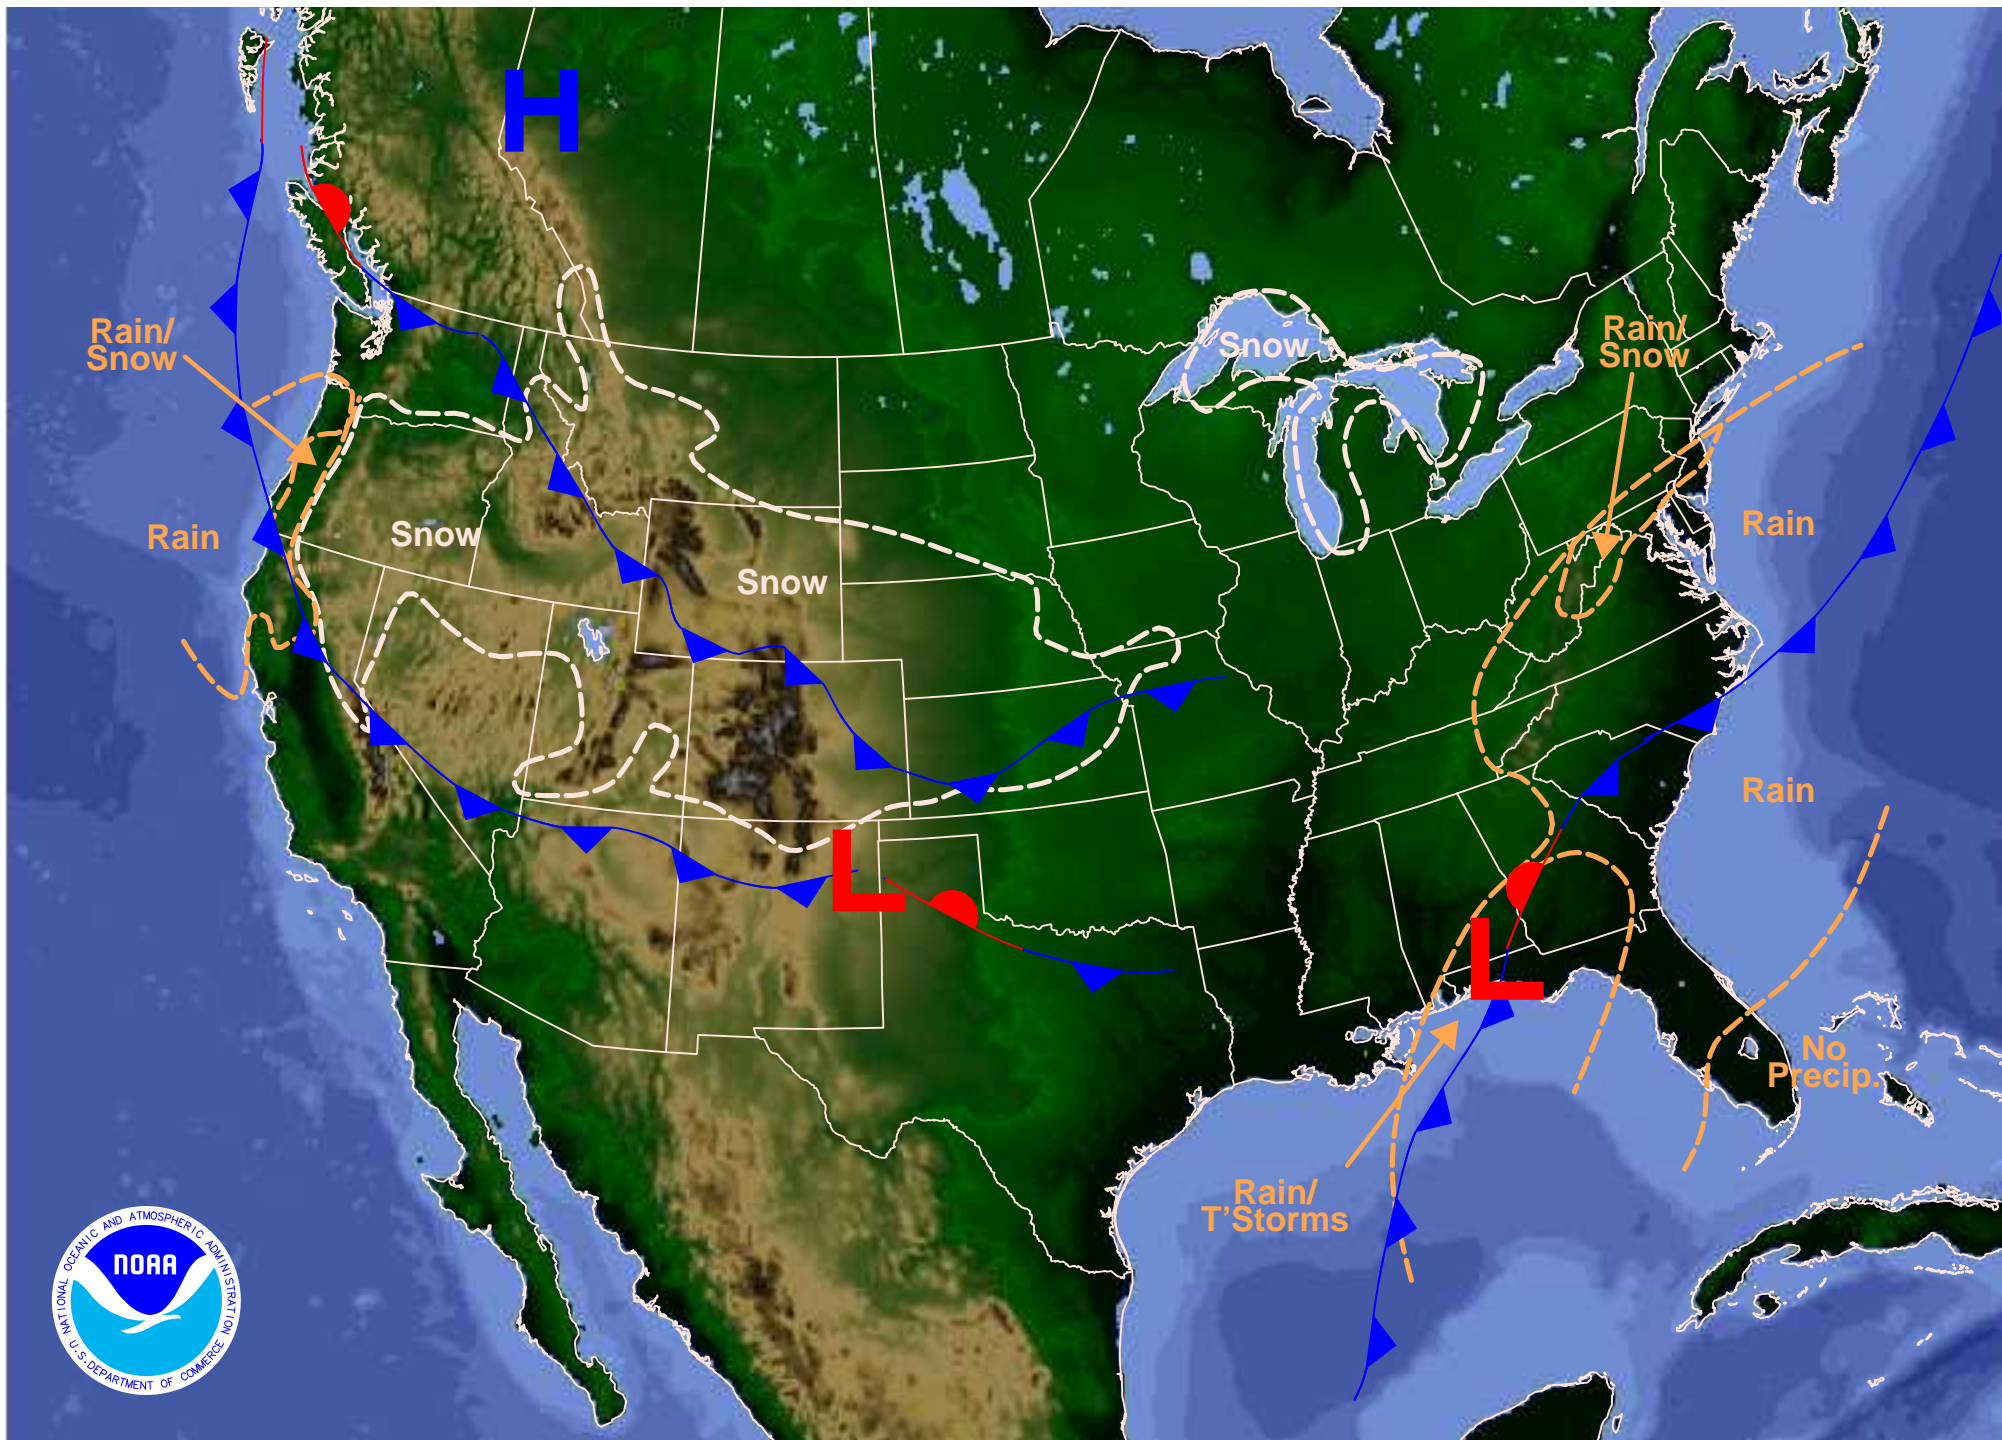 H
Rain/
Snow
Rain
Snow
Snow
Snow
Rain/
Snow
Rain
Rain
L
L
No
Precip.
Rain/
T'Storms
NATIONAL OCEANIC AND ATMOSPHERIC ADMINISTRATION
NOAA
U.S. DEPARTMENT OF COMMERCE